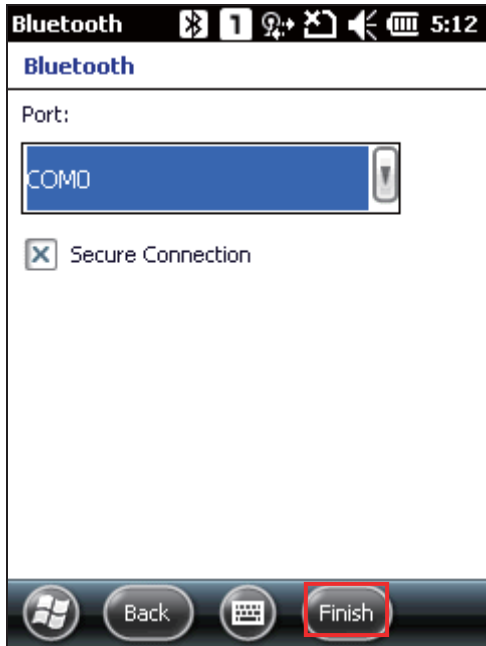 Bluetooth 1 5:12
Bluetooth
Port:
COM0
Secure Connection
Back Finish